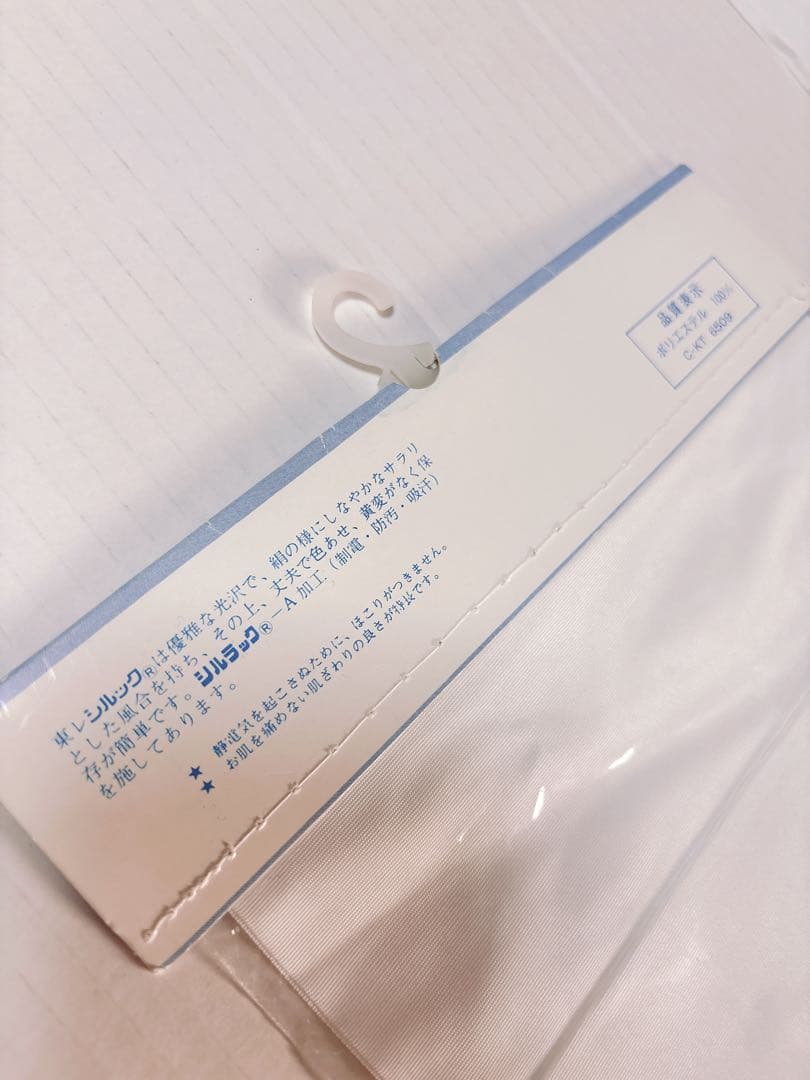 東レシルック®は優雅な光沢で、絹の様にしなやかなサラリ
とした風合を持ち、その上、丈夫で色あせ、黄変がなく保
存が簡単です。シルラック®－A加工（制電・防汚・吸汗）
を施してあります。
★ 静電気を起こさぬために、ほこりがつきません。
★ お肌を痛めない肌ざわりの良さが特長です。
品質表示
ポリエステル 100％
C-KT 6509